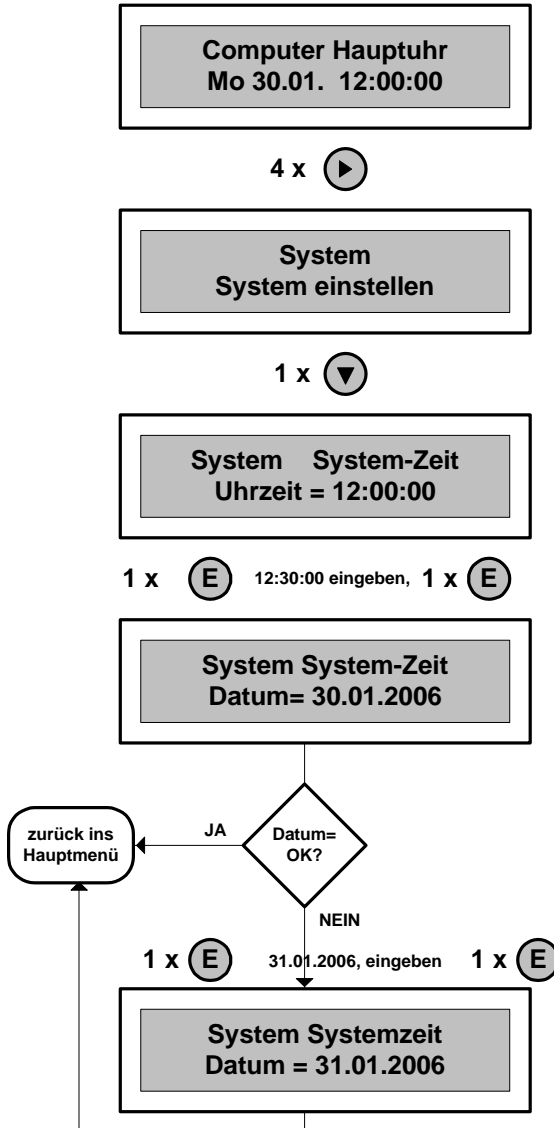 Computer Hauptuhr
Mo 30.01. 12:00:00
4 x
System
System einstellen
1 x
System System-Zeit
Uhrzeit = 12:00:00
1 x E 12:30:00 eingeben, 1 x E
System System-Zeit
Datum= 30.01.2006
zurück ins
Hauptmenü
JA
Datum=
OK?
NEIN
1 x E 31.01.2006, eingeben 1 x E
System Systemzeit
Datum = 31.01.2006